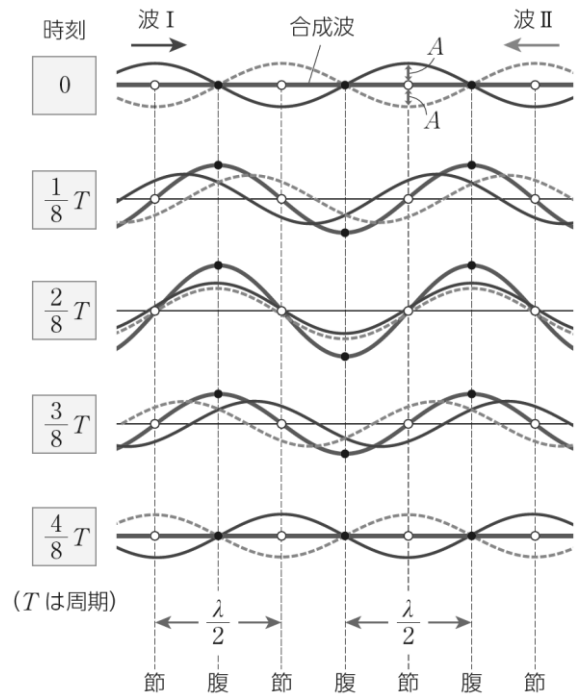 時刻 波Ⅰ 合成波 波Ⅱ
0 A
A
1/8 T
2/8 T
3/8 T
4/8 T
(Tは周期) λ/2 λ/2
節 腹 節 腹 節 腹 節